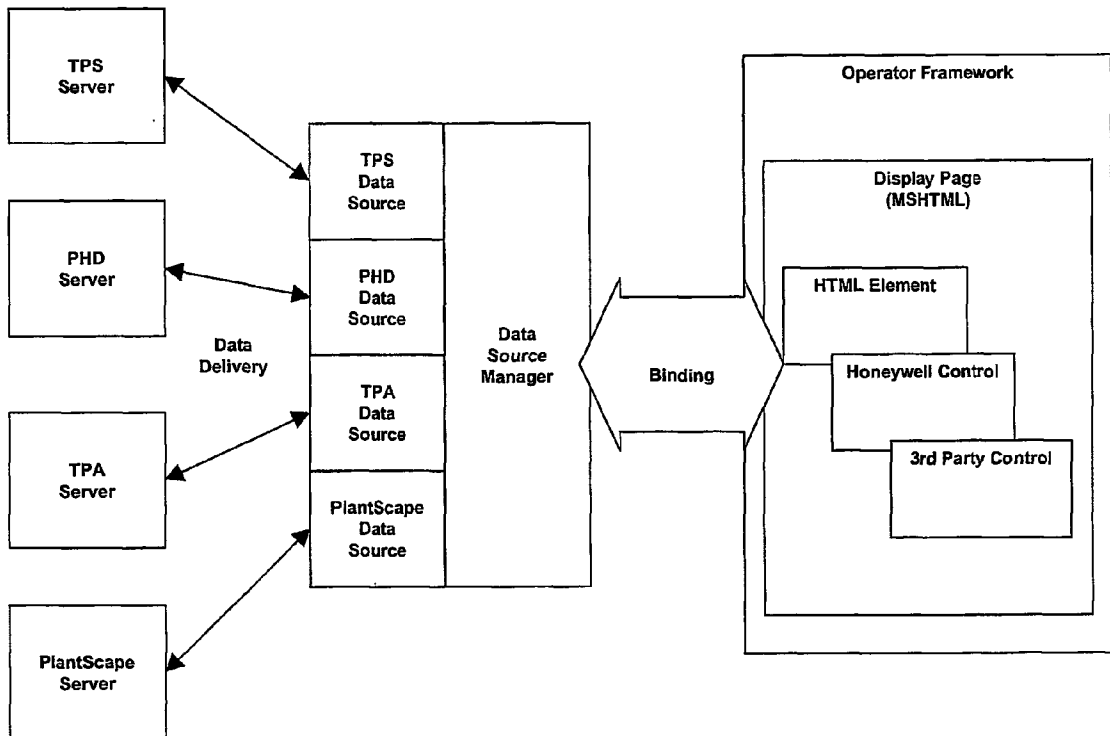 TPS
Server
PHD
Server
TPA
Server
PlantScape
Server
Data
Delivery
TPS
Data
Source
PHD
Data
Source
TPA
Data
Source
PlantScape
Data
Source
Data
Source
Manager
Binding
Operator Framework
Display Page
(MSHTML)
HTML Element
Honeywell Control
3rd Party Control